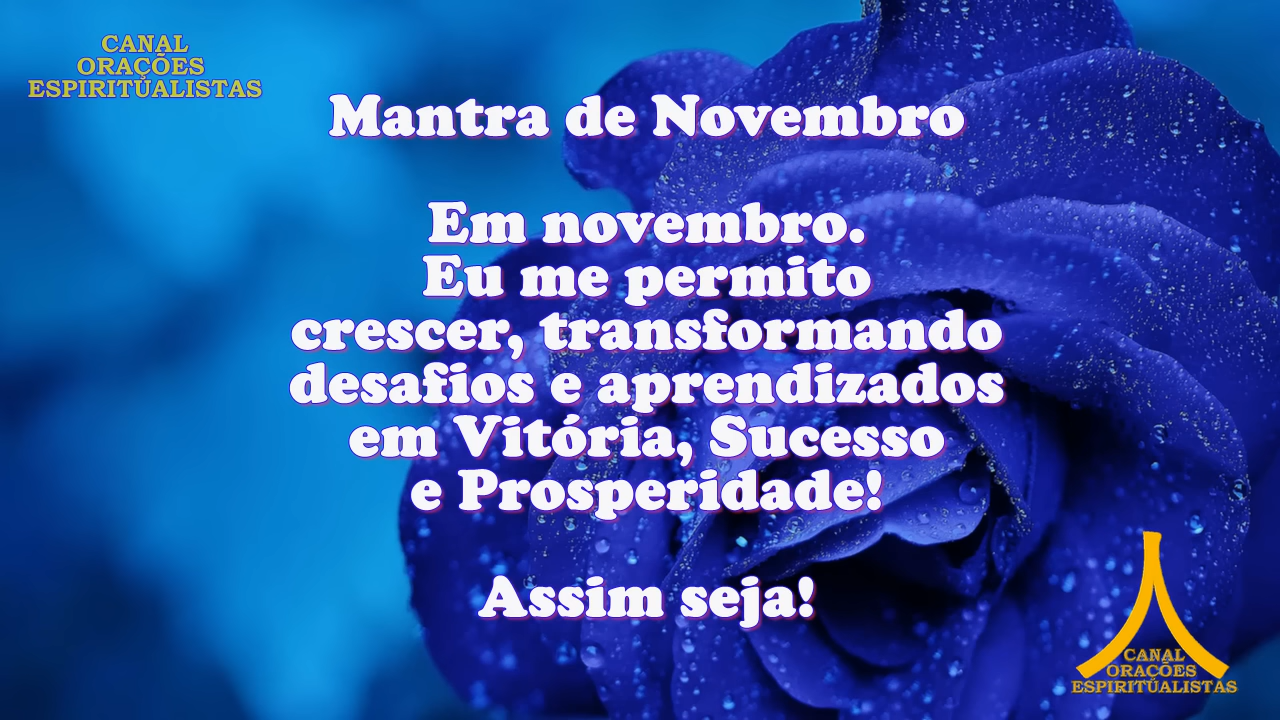 CANAL
ORAÇÕES
ESPIRITUALISTAS
Mantra de Novembro
Em novembro.
Eu me permito
crescer, transformando
desafios e aprendizados
em Vitória, Sucesso
e Prosperidade!
Assim seja!
CANAL
ORAÇÕES
ESPIRITUALISTAS